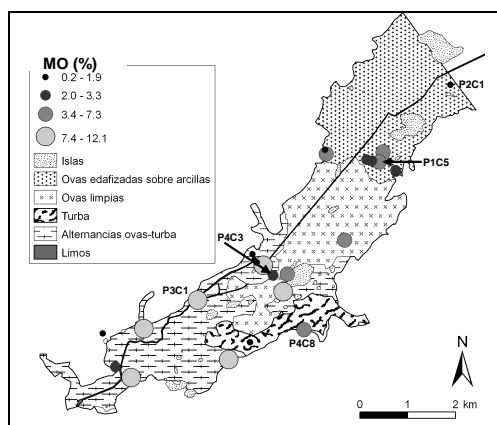 MO (%)
0.2 - 1.9
2.0 - 3.3
3.4 - 7.3
7.4 - 12.1
Islas
Ovas edafizadas sobre arcillas
Ovas limpias
Turba
Alternancias ovas-turba
Limos
P2C1
P1C5
P4C3
P3C1
P4C8
N
0 1 2 km